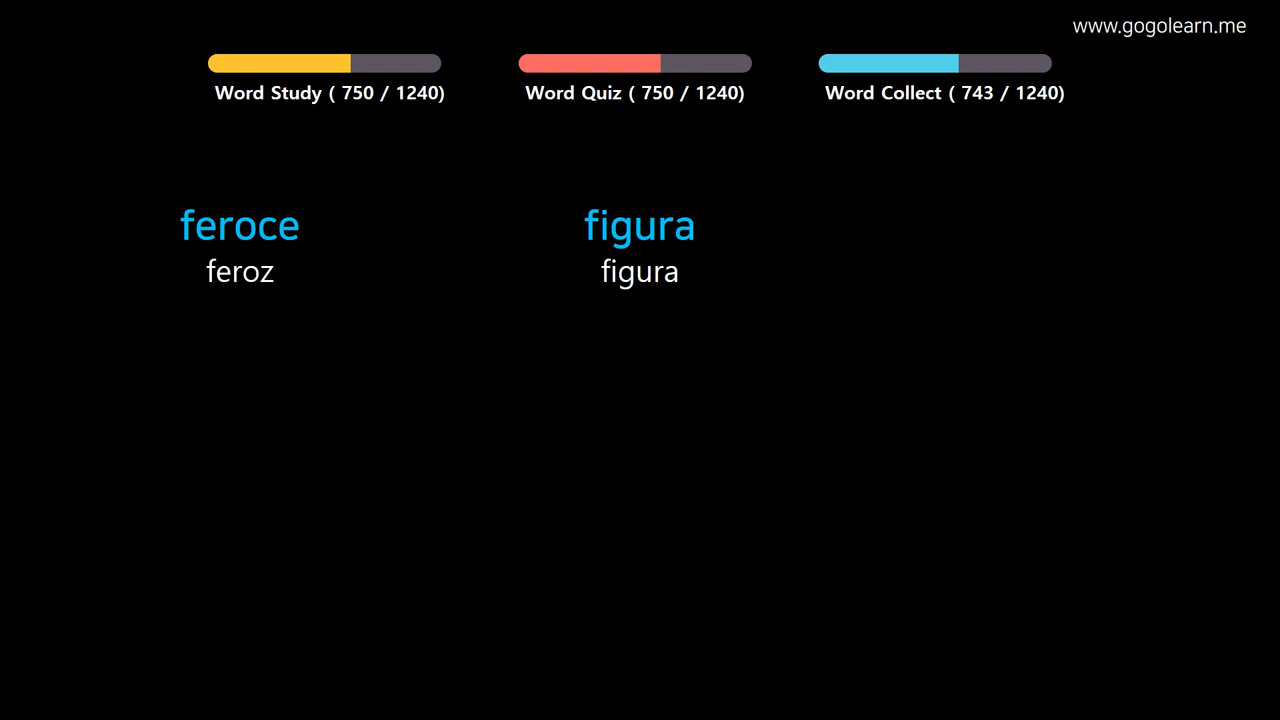 www.gogolearn.me
Word Study ( 750 / 1240)
Word Quiz ( 750 / 1240)
Word Collect ( 743 / 1240)
feroce
feroz
figura
figura